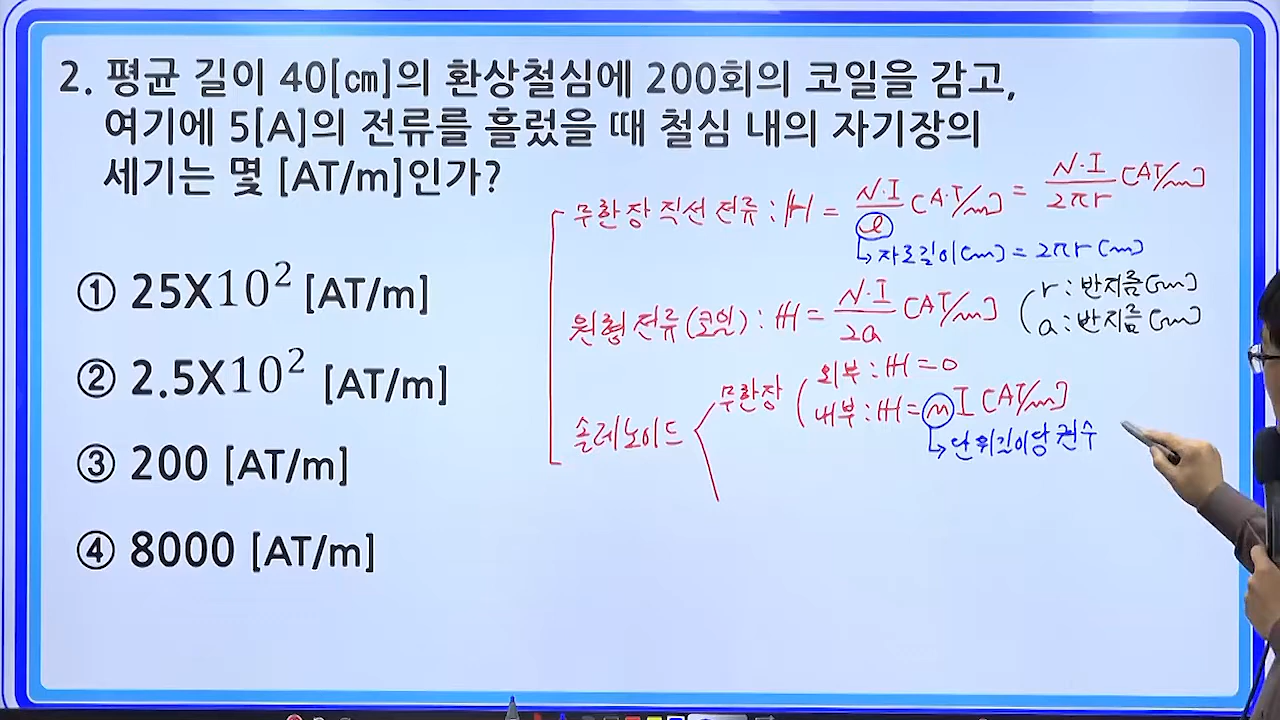 2. 평균 길이 40[㎝]의 환상철심에 200회의 코일을 감고,
여기에 5[A]의 전류를 흘렀을 때 철심 내의 자기장의
세기는 몇 [AT/m]인가?
① 25X10² [AT/m]
② 2.5X10² [AT/m]
③ 200 [AT/m]
④ 8000 [AT/m]
무한장 직선 전류 : H = N·I/ℓ [A·T/m] = N·I/2πr [AT/m]
↳ 자로길이[m] = 2πr [m]
원형 전류(코일) : H = N·I/2a [AT/m]
r : 반지름[m]
a : 반지름[m]
솔레노이드
무한장
외부 : H = 0
내부 : H = nI [AT/m]
↳ 단위길이당 권수